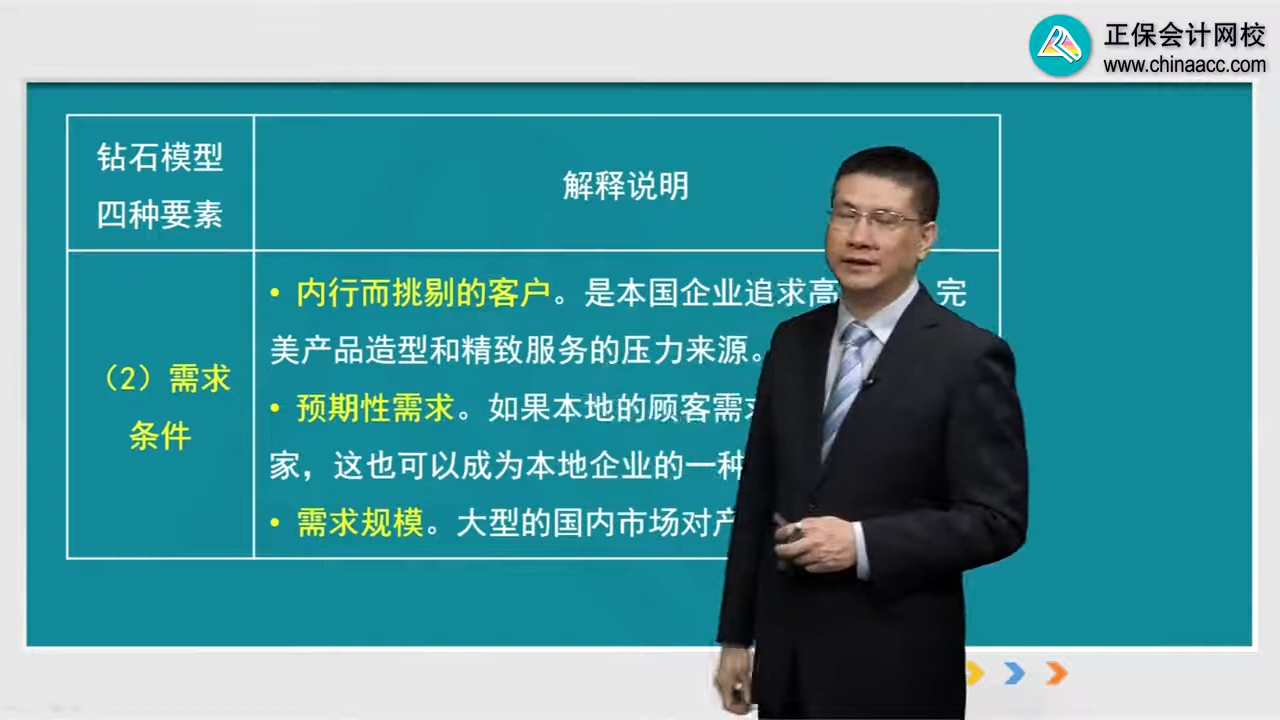 正保会计网校
www.chinaacc.com
钻石模型
四种要素
解释说明
（2）需求
条件
• 内行而挑剔的客户。是本国企业追求高 完
美产品造型和精致服务的压力来源。
• 预期性需求。如果本地的顾客需
家，这也可以成为本地企业的一种
• 需求规模。大型的国内市场对产